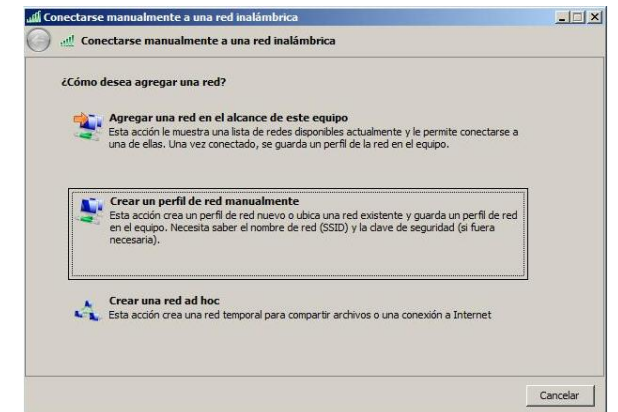 Conectarse manualmente a una red inalámbrica
Conectarse manualmente a una red inalámbrica
¿Cómo desea agregar una red?
Agregar una red en el alcance de este equipo
Esta acción le muestra una lista de redes disponibles actualmente y le permite conectarse a
una de ellas. Una vez conectado, se guarda un perfil de la red en el equipo.
Crear un perfil de red manualmente
Esta acción crea un perfil de red nuevo o ubica una red existente y guarda un perfil de red
en el equipo. Necesita saber el nombre de red (SSID) y la clave de seguridad (si fuera
necesaria).
Crear una red ad hoc
Esta acción crea una red temporal para compartir archivos o una conexión a Internet
Cancelar